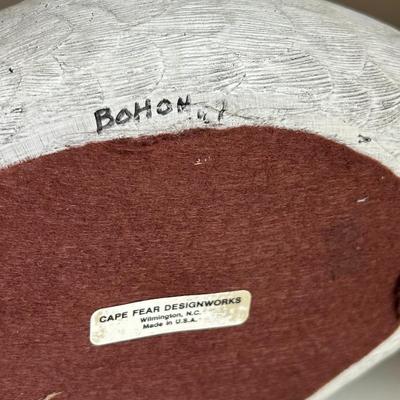 BOHON
CAPE FEAR DESIGNWORKS
Wilmington, N.C.
Made in U.S.A.